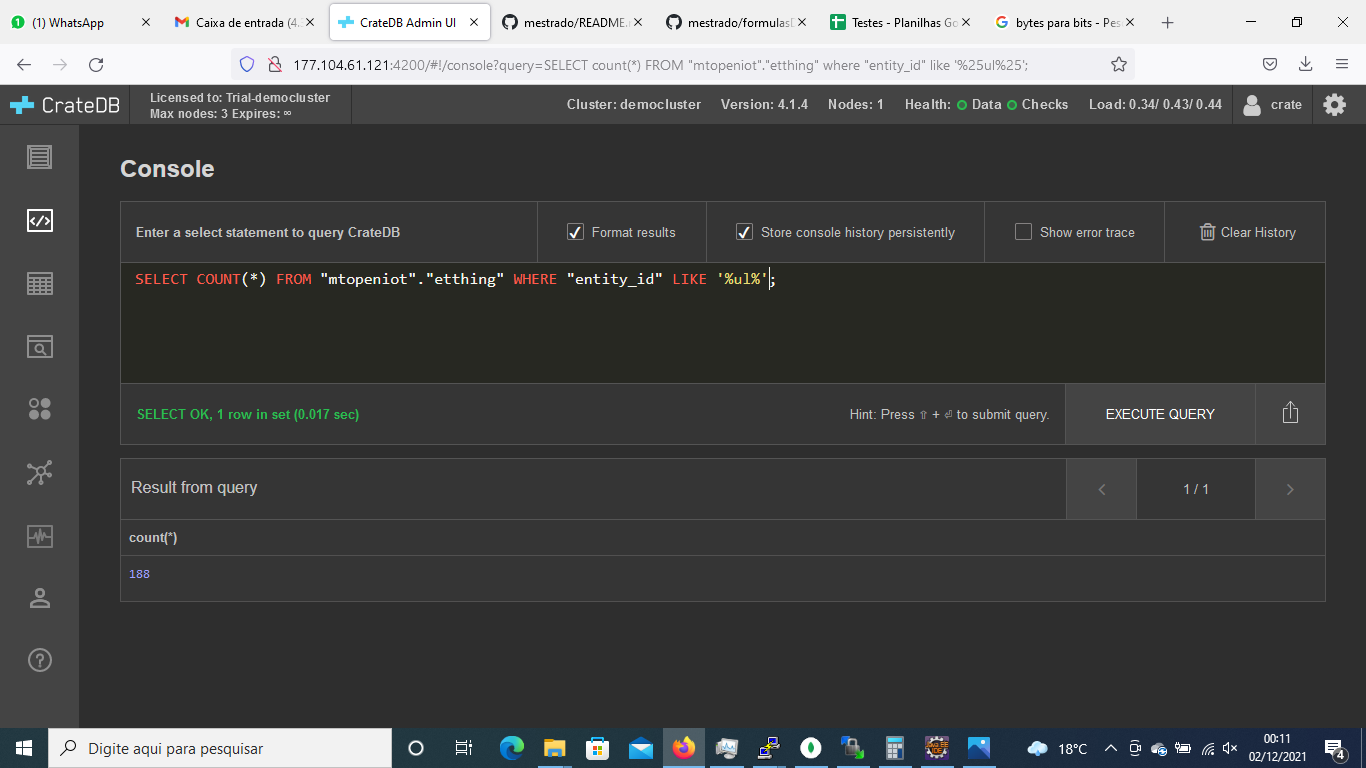 (1) WhatsApp
Caixa de entrada (4.
CrateDB Admin UI
mestrado/README.
mestrado/formulasD
Testes - Planilhas Go
bytes para bits - Pes
177.104.61.121:4200/#!/console?query=SELECT count(*) FROM "mtopeniot"."etthing" where "entity_id" like '%25ul%25';
CrateDB
Licensed to: Trial-democluster
Max nodes: 3 Expires: ∞
Cluster: democluster Version: 4.1.4 Nodes: 1 Health: Data Checks Load: 0.34/ 0.43/ 0.44
crate
Console
Enter a select statement to query CrateDB
Format results
Store console history persistently
Show error trace
Clear History
SELECT COUNT(*) FROM "mtopeniot"."etthing" WHERE "entity_id" LIKE '%ul%';
SELECT OK, 1 row in set (0.017 sec)
Hint: Press ⇧ + ⏎ to submit query.
EXECUTE QUERY
Result from query
1 / 1
count(*)
188
Digite aqui para pesquisar
18°C
00:11
02/12/2021
4